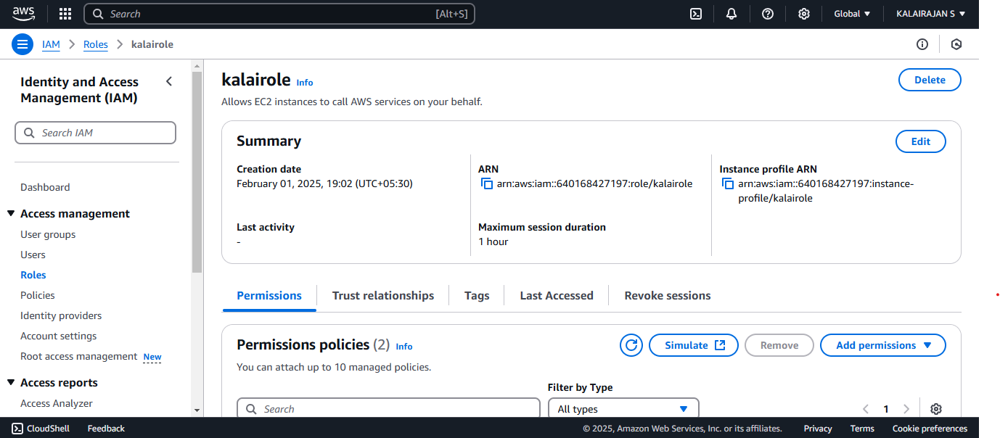 aws
Search [Alt+S] Global KALAIRAJAN S
IAM Roles kalairole
Identity and Access
Management (IAM)
Search IAM
Dashboard
Access management
User groups
Users
Roles
Policies
Identity providers
Account settings
Root access management New
Access reports
Access Analyzer
kalairole Info
Delete
Allows EC2 instances to call AWS services on your behalf.
Summary
Edit
Creation date
February 01, 2025, 19:02 (UTC+05:30)
ARN
arn:aws:iam::640168427197:role/kalairole
Instance profile ARN
arn:aws:iam::640168427197:instance-
profile/kalairole
Last activity
-
Maximum session duration
1 hour
Permissions Trust relationships Tags Last Accessed Revoke sessions
Permissions policies (2) Info
Simulate Remove Add permissions
You can attach up to 10 managed policies.
Filter by Type
Search
All types
1
CloudShell Feedback © 2025, Amazon Web Services, Inc. or its affiliates. Privacy Terms Cookie preferences